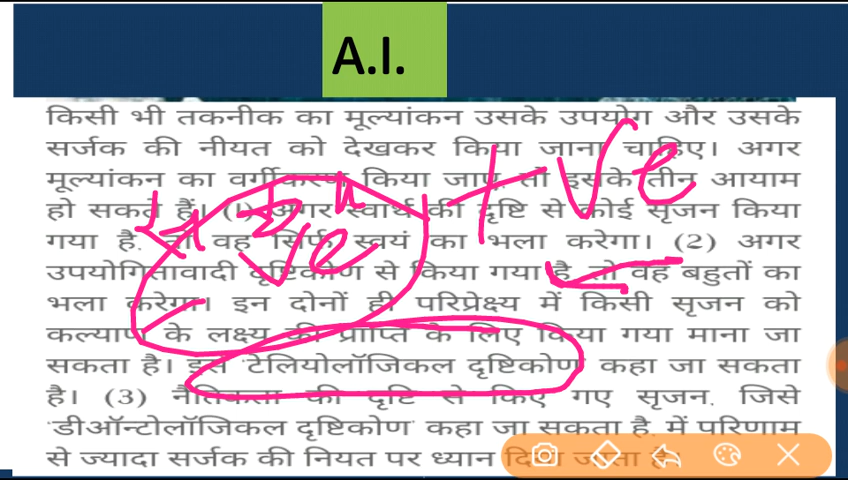 A.I.
किसी भी तकनीक का मूल्यांकन उसके उपयोग और उसके
सर्जक की नीयत को देखकर किया जाना चाहिए। अगर
मूल्यांकन का वर्गीकरण किया जाए, तो इसके तीन आयाम
हो सकते हैं। (1) अगर स्वार्थ की दृष्टि से कोई सृजन किया
गया है, तो वह सिर्फ स्वयं का भला करेगा। (2) अगर
उपयोगितावादी दृष्टिकोण से किया गया है, तो वह बहुतों का
भला करेगा। इन दोनों ही परिप्रेक्ष्य में किसी सृजन को
कल्याण के लक्ष्य की प्राप्ति के लिए किया गया माना जा
सकता है। इसे 'टेलियोलॉजिकल दृष्टिकोण' कहा जा सकता
है। (3) नैतिकता की दृष्टि से किए गए सृजन, जिसे
'डीऑन्टोलॉजिकल दृष्टिकोण' कहा जा सकता है, में परिणाम
से ज्यादा सर्जक की नियत पर ध्यान दिया जाता है।
+ve
ve